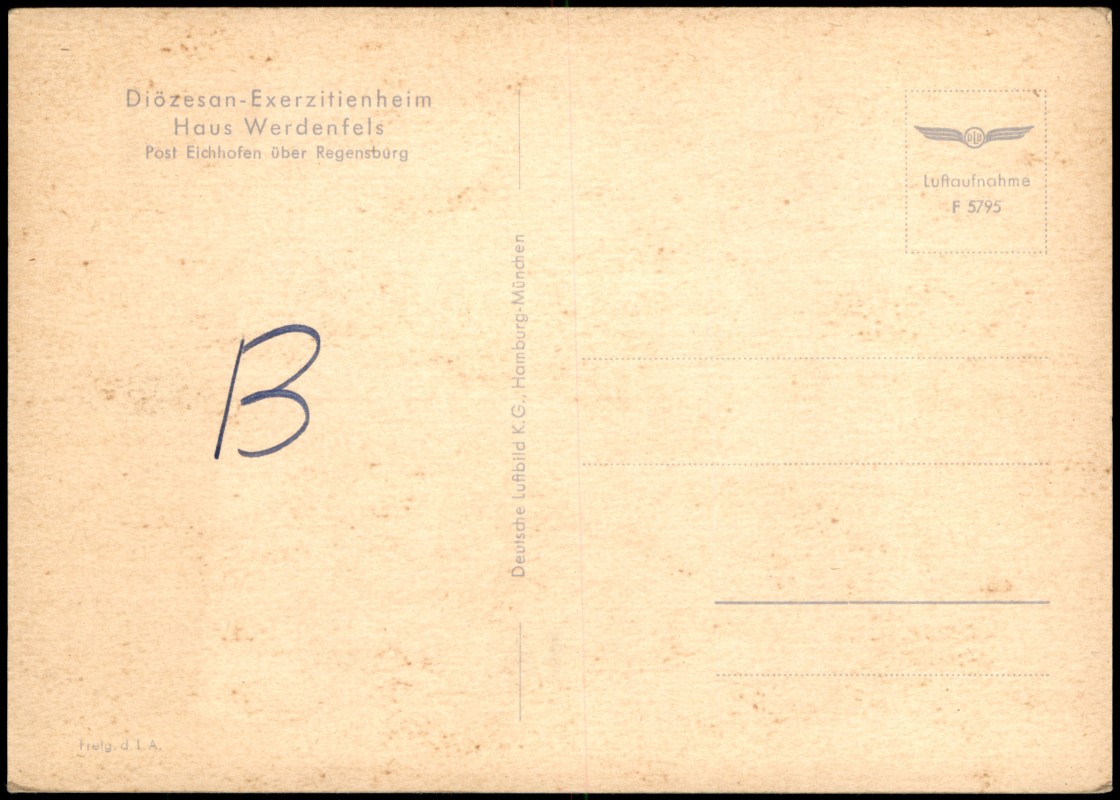 Diözesan-Exerzitienheim
Haus Werdenfels
Post Eichhofen über Regensburg
DLB
Luftaufnahme
F 5795
Deutsche Luftbild K.G., Hamburg-München
B
Freig. d. L.A.